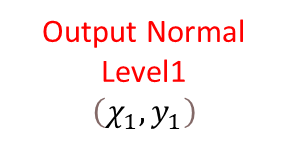 Output Normal
Level1
(χ₁, y₁)